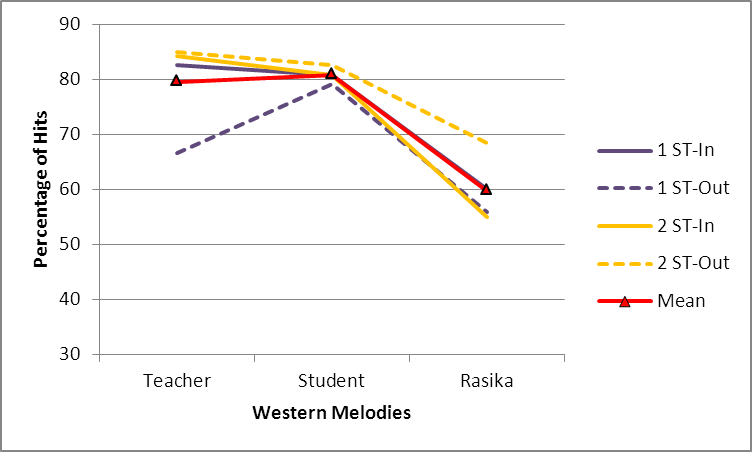 90
80
70
60
50
40
30
Percentage of Hits
Teacher Student Rasika
Western Melodies
1 ST-In
1 ST-Out
2 ST-In
2 ST-Out
Mean